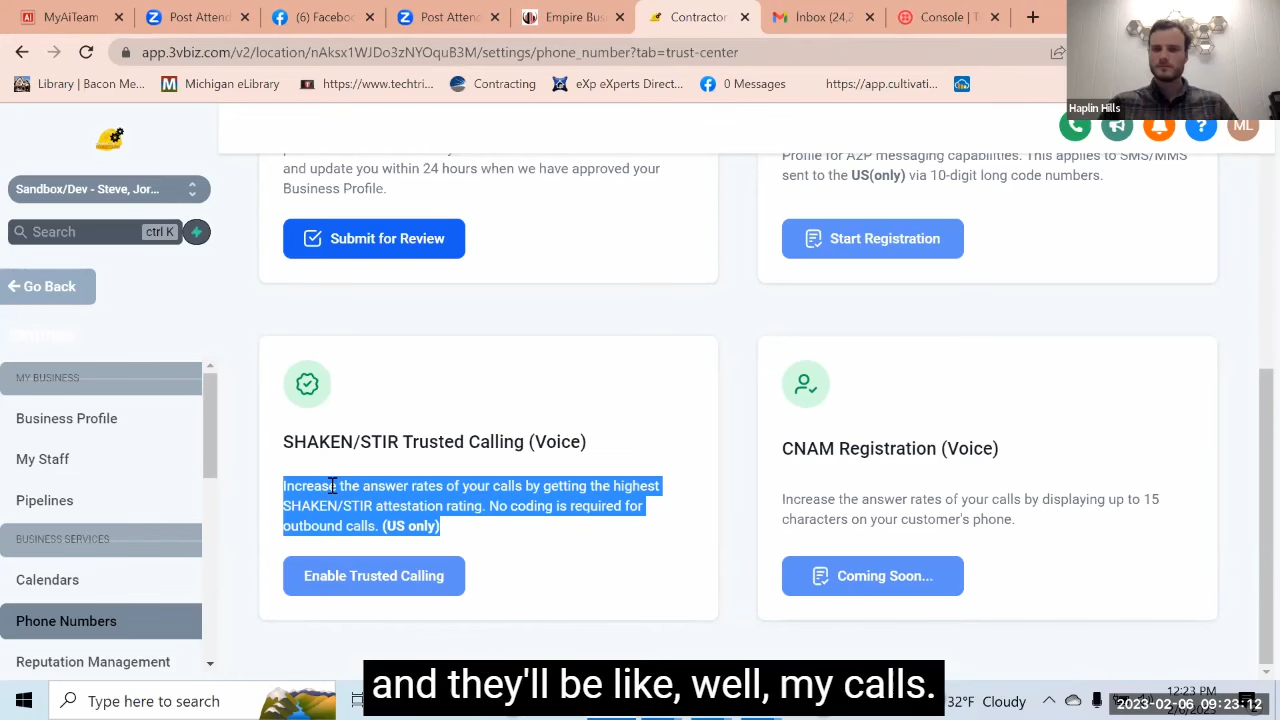 MyAiTeam
Post Attend
Facebook
Post Atten
Empire Bus
Contractor
Inbox (24,2
Console | T
app.3vbiz.com/v2/location/nAksx1WJDo3zNYOquB3M/settings/phone_number?tab=trust-center
Library | Bacon Me...
Michigan eLibrary
https://www.techtri...
Contracting
eXp eXperts Direct...
0 Messages
https://app.cultivati...
Haplin Hills
ML
Sandbox/Dev - Steve, Jor...
Search
ctrl K
Go Back
MY BUSINESS
Business Profile
My Staff
Pipelines
BUSINESS SERVICES
Calendars
Phone Numbers
Reputation Management
and update you within 24 hours when we have approved your
Business Profile.
Submit for Review
Profile for A2P messaging capabilities. This applies to SMS/MMS
sent to the US(only) via 10-digit long code numbers.
Start Registration
SHAKEN/STIR Trusted Calling (Voice)
Increase the answer rates of your calls by getting the highest
SHAKEN/STIR attestation rating. No coding is required for
outbound calls. (US only)
Enable Trusted Calling
CNAM Registration (Voice)
Increase the answer rates of your calls by displaying up to 15
characters on your customer's phone.
Coming Soon...
and they'll be like, well, my calls.
Type here to search
32°F Cloudy
12:23 PM
2023-02-06 09:23:12